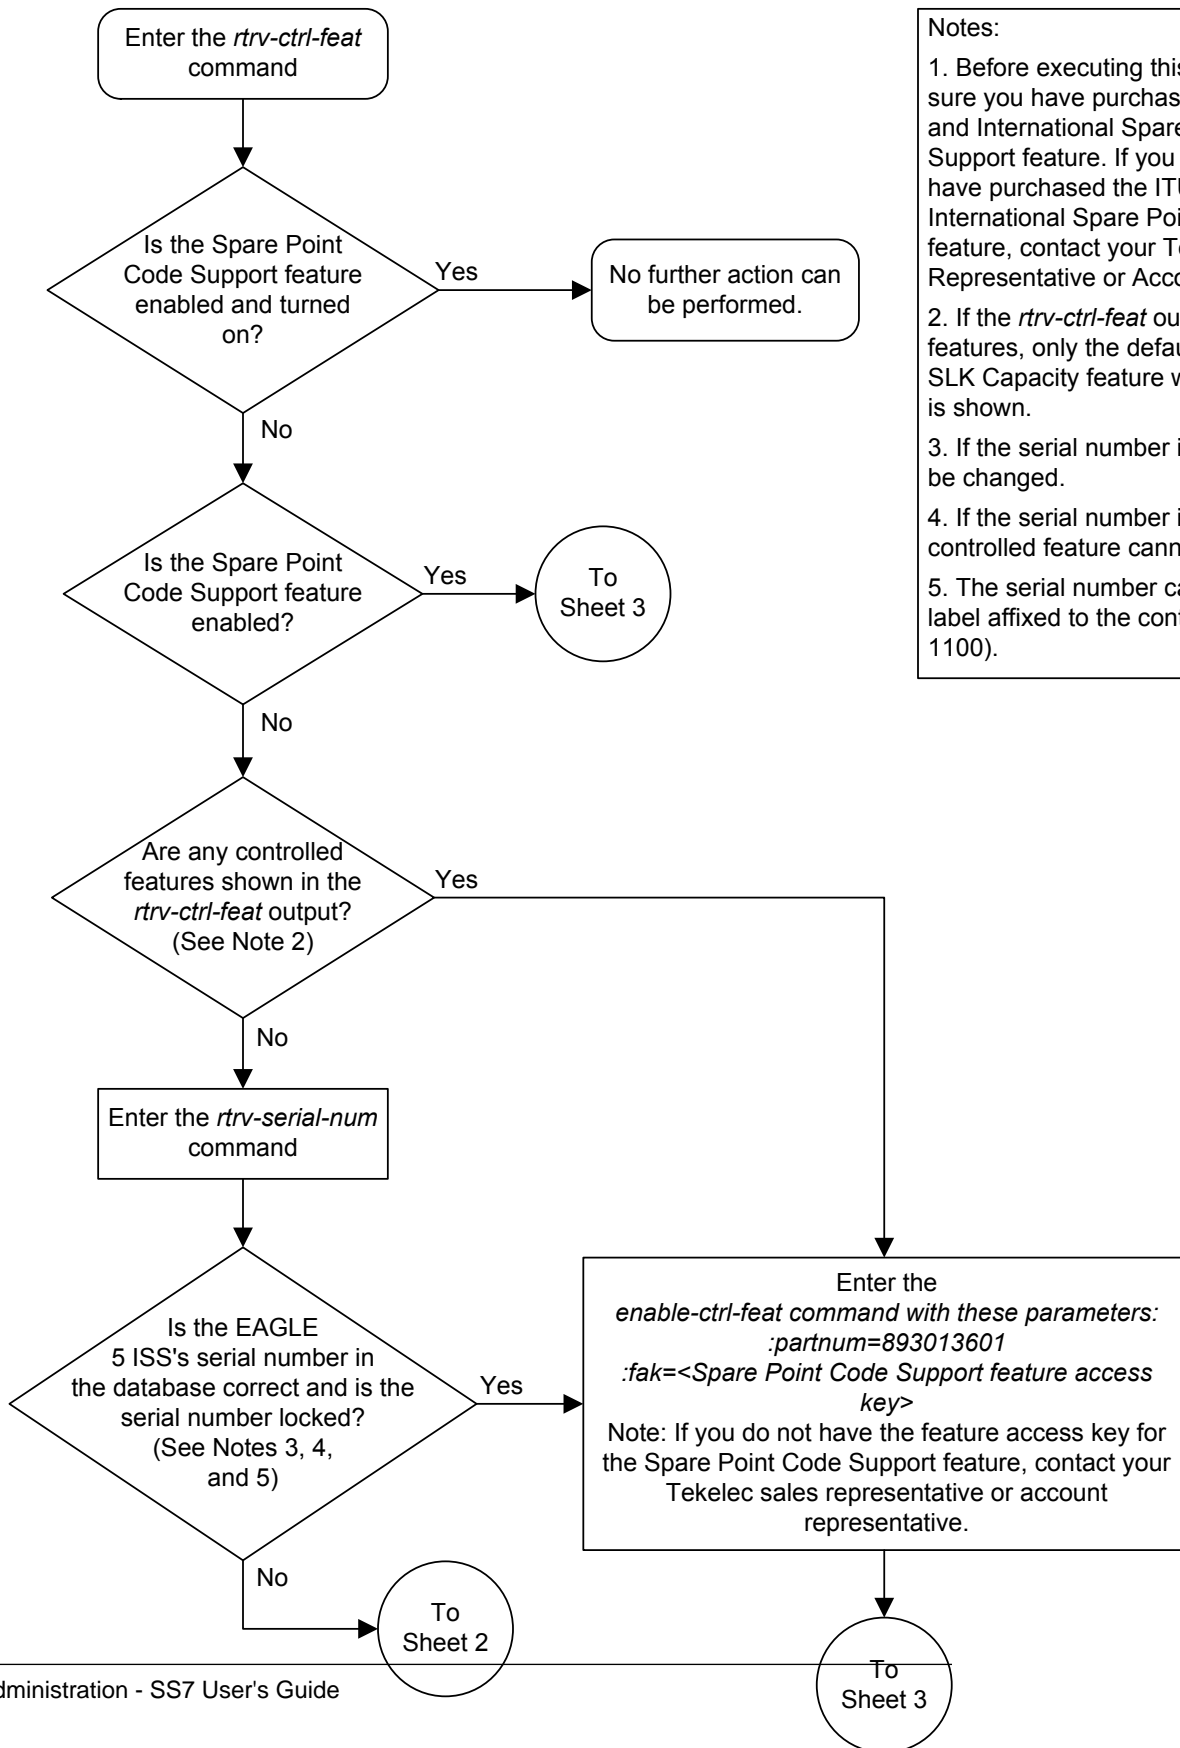 Enter the rtrv-ctrl-feat
command
Is the Spare Point
Code Support feature
enabled and turned
on?
Yes
No further action can
be performed.
No
Is the Spare Point
Code Support feature
enabled?
Yes
To
Sheet 3
No
Are any controlled
features shown in the
rtrv-ctrl-feat output?
(See Note 2)
Yes
No
Enter the rtrv-serial-num
command
Is the EAGLE
5 ISS's serial number in
the database correct and is the
serial number locked?
(See Notes 3, 4,
and 5)
Yes
No
To
Sheet 2
Enter the
enable-ctrl-feat command with these parameters:
:partnum=893013601
:fak=<Spare Point Code Support feature access
key>
Note: If you do not have the feature access key for
the Spare Point Code Support feature, contact your
Tekelec sales representative or account
representative.
To
Sheet 3
Notes:
1. Before executing this
sure you have purchas
and International Spare
Support feature. If you
have purchased the ITU
International Spare Poi
feature, contact your Te
Representative or Acco
2. If the rtrv-ctrl-feat ou
features, only the defau
SLK Capacity feature w
is shown.
3. If the serial number i
be changed.
4. If the serial number i
controlled feature cann
5. The serial number ca
label affixed to the cont
1100).
dministration - SS7 User's Guide